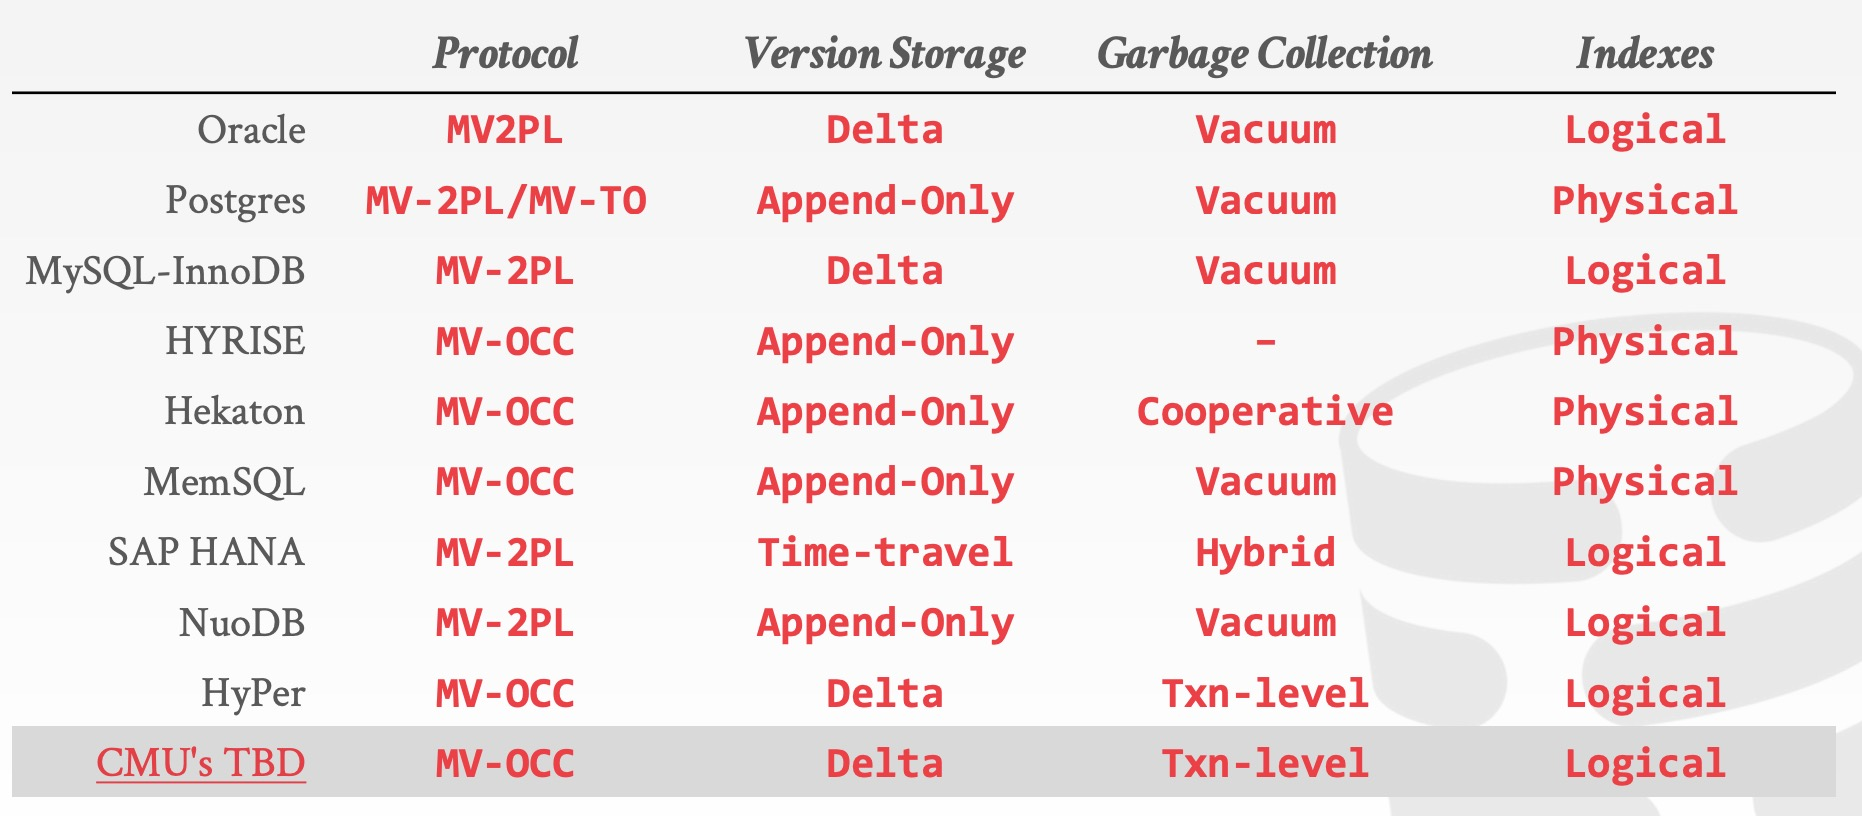 Protocol Version Storage Garbage Collection Indexes
Oracle MV2PL Delta Vacuum Logical
Postgres MV-2PL/MV-TO Append-Only Vacuum Physical
MySQL-InnoDB MV-2PL Delta Vacuum Logical
HYRISE MV-OCC Append-Only – Physical
Hekaton MV-OCC Append-Only Cooperative Physical
MemSQL MV-OCC Append-Only Vacuum Physical
SAP HANA MV-2PL Time-travel Hybrid Logical
NuoDB MV-2PL Append-Only Vacuum Logical
HyPer MV-OCC Delta Txn-level Logical
CMU's TBD MV-OCC Delta Txn-level Logical